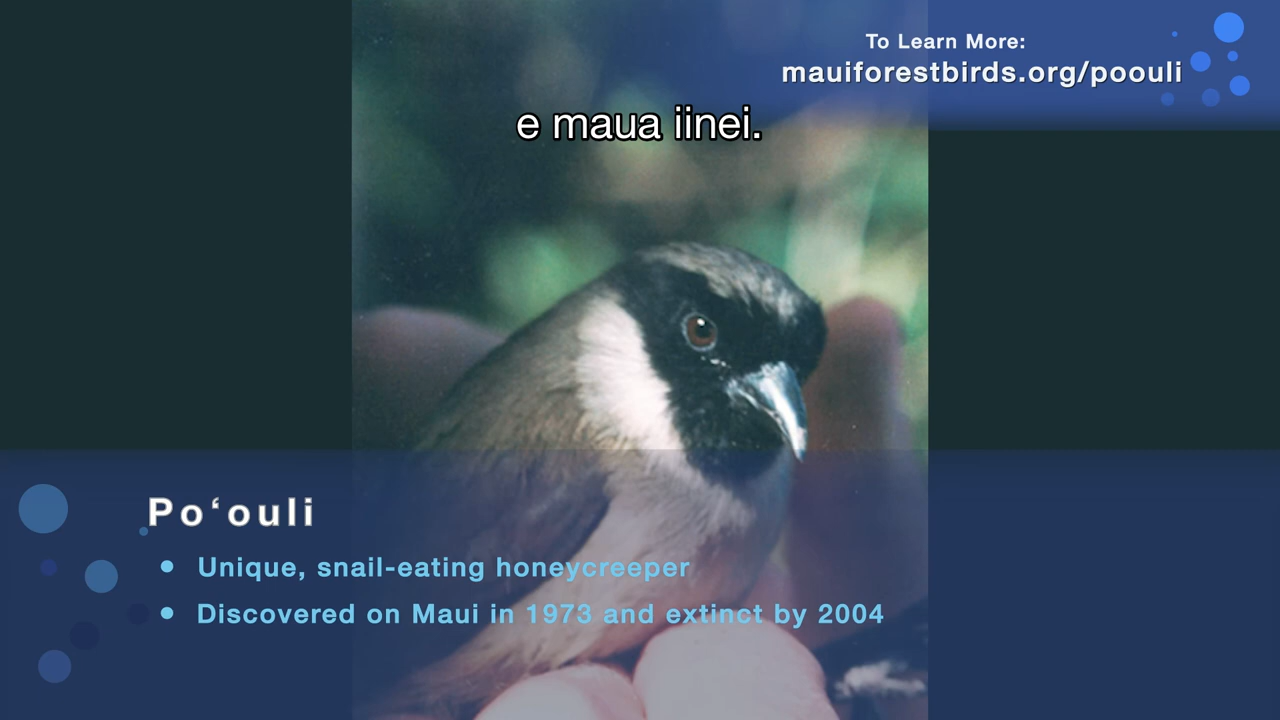 To Learn More:
mauiforestbirds.org/poouli
e maua iinei.
Poʻouli
• Unique, snail-eating honeycreeper
• Discovered on Maui in 1973 and extinct by 2004